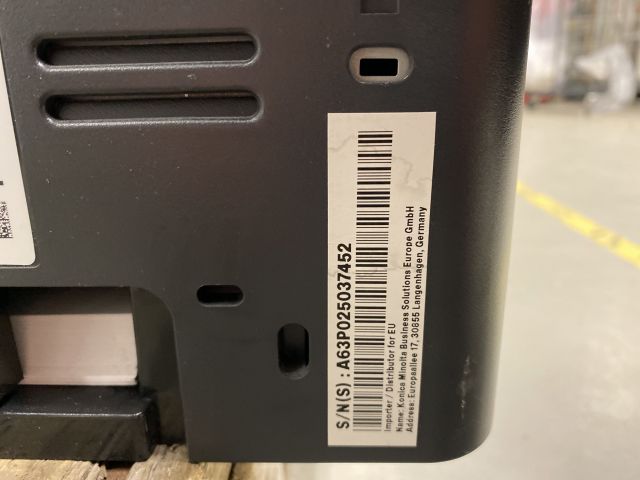 S/N(S) : A63P025037452
Importer / Distributor for EU
Name: Konica Minolta Business Solutions Europe GmbH
Address: Europaallee 17, 30855 Langenhagen, Germany